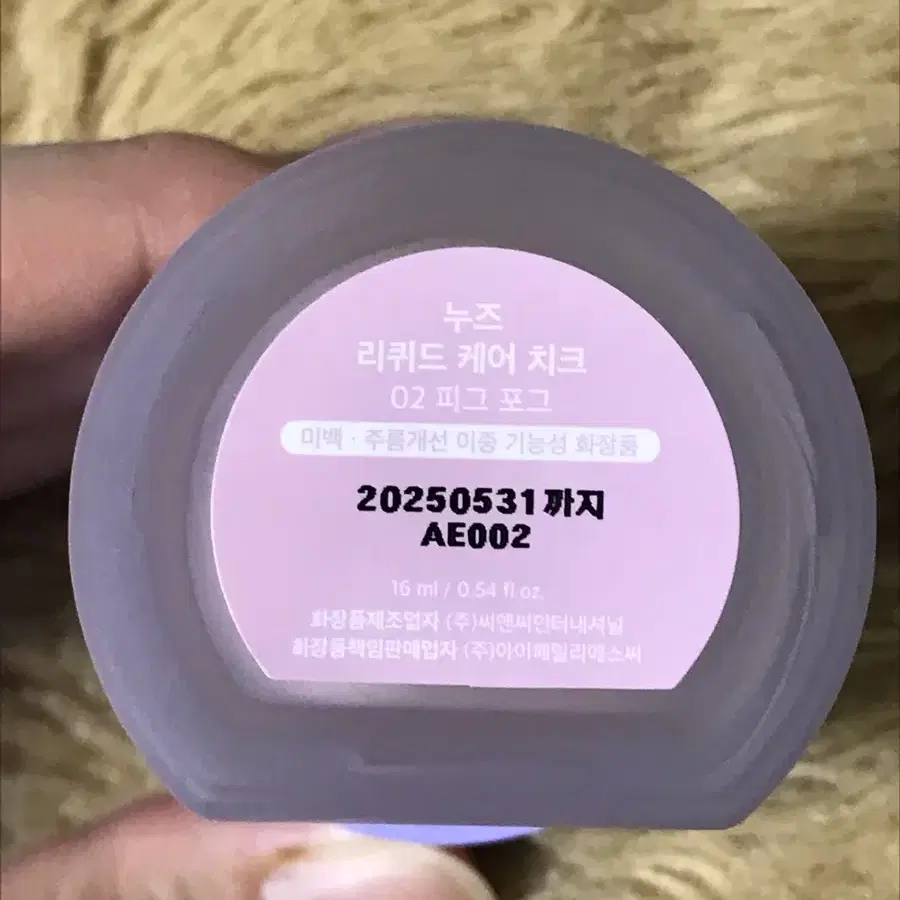 누즈
리퀴드 케어 치크
02 피그 포그
미백 · 주름개선 이중 기능성 화장품
20250531까지
AE002
16 ml / 0.54 fl.oz.
화장품제조업자 (주)씨앤씨인터내셔널
화장품책임판매업자 (주)아이패밀리에스씨